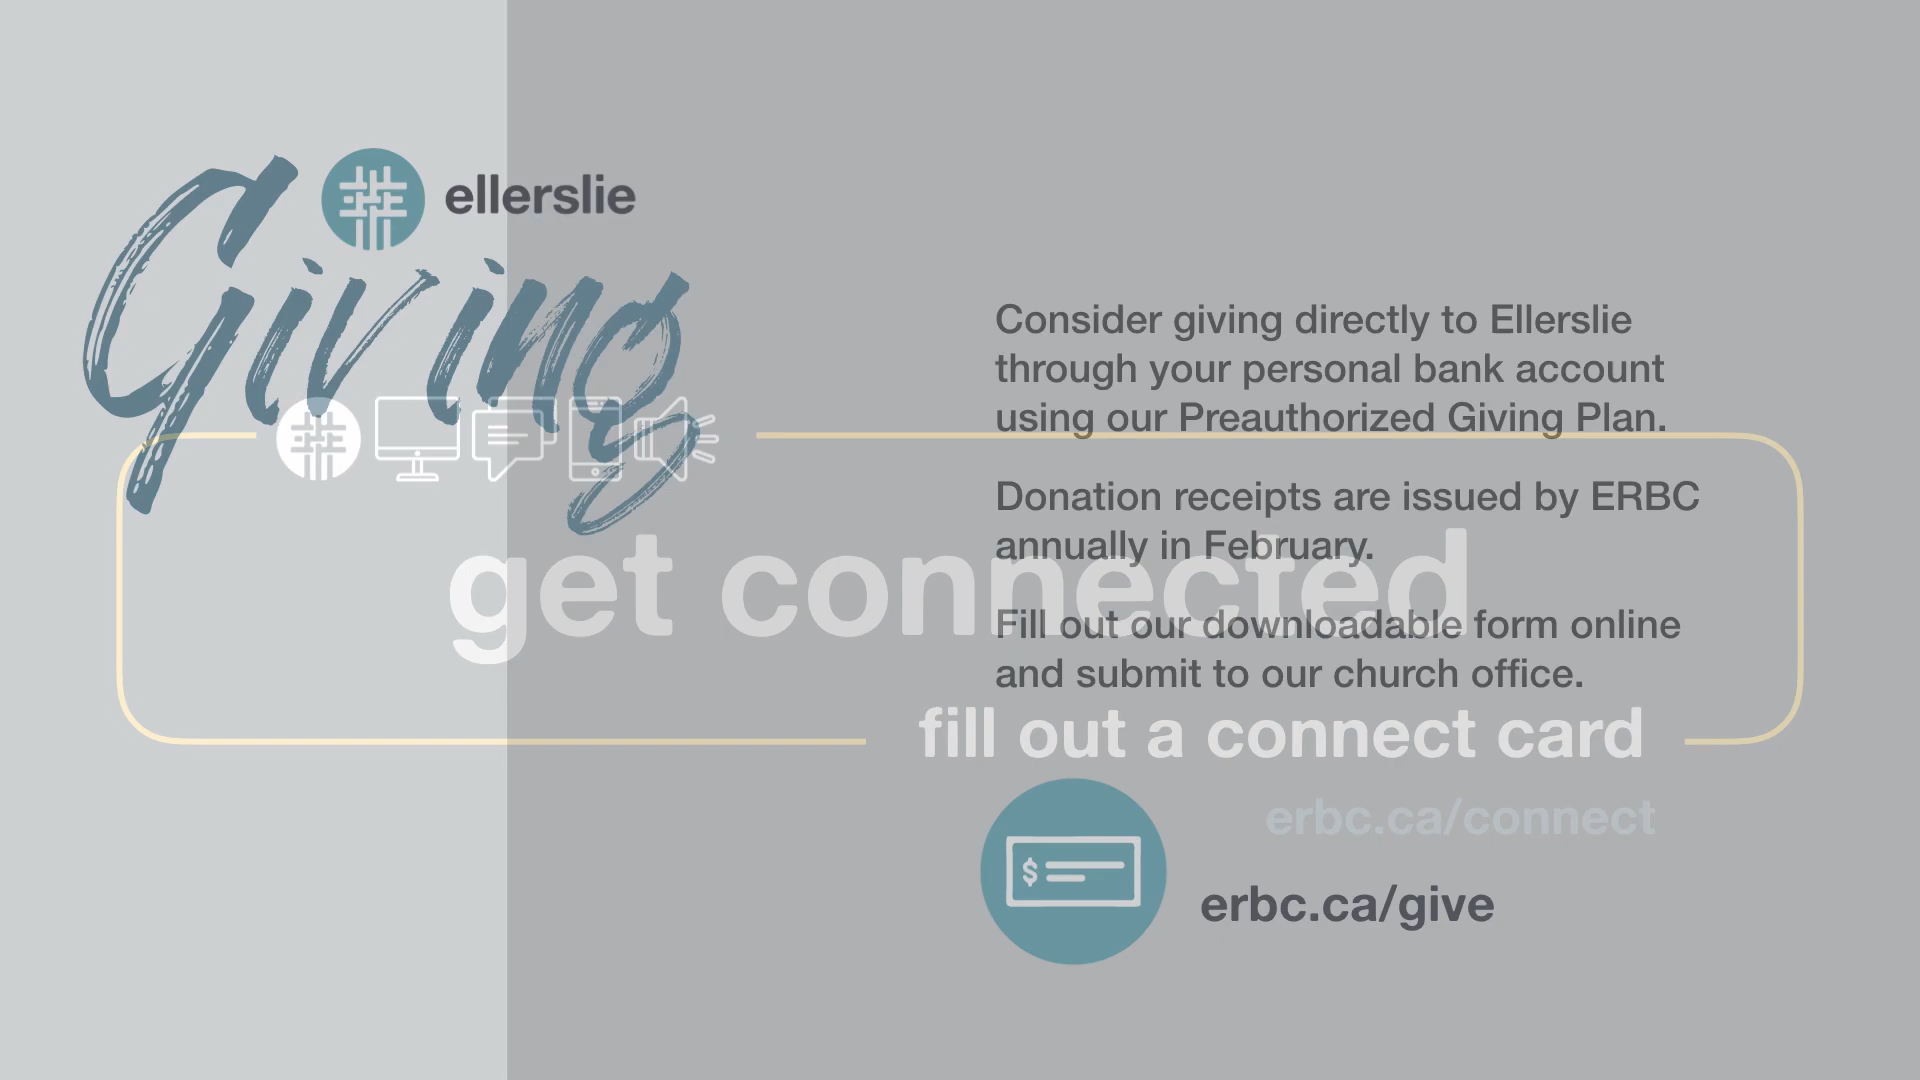 ellerslie
Giving
Consider giving directly to Ellerslie
through your personal bank account
using our Preauthorized Giving Plan.
Donation receipts are issued by ERBC
annually in February.
get connected
Fill out our downloadable form online
and submit to our church office.
fill out a connect card
erbc.ca/connect
$
erbc.ca/give